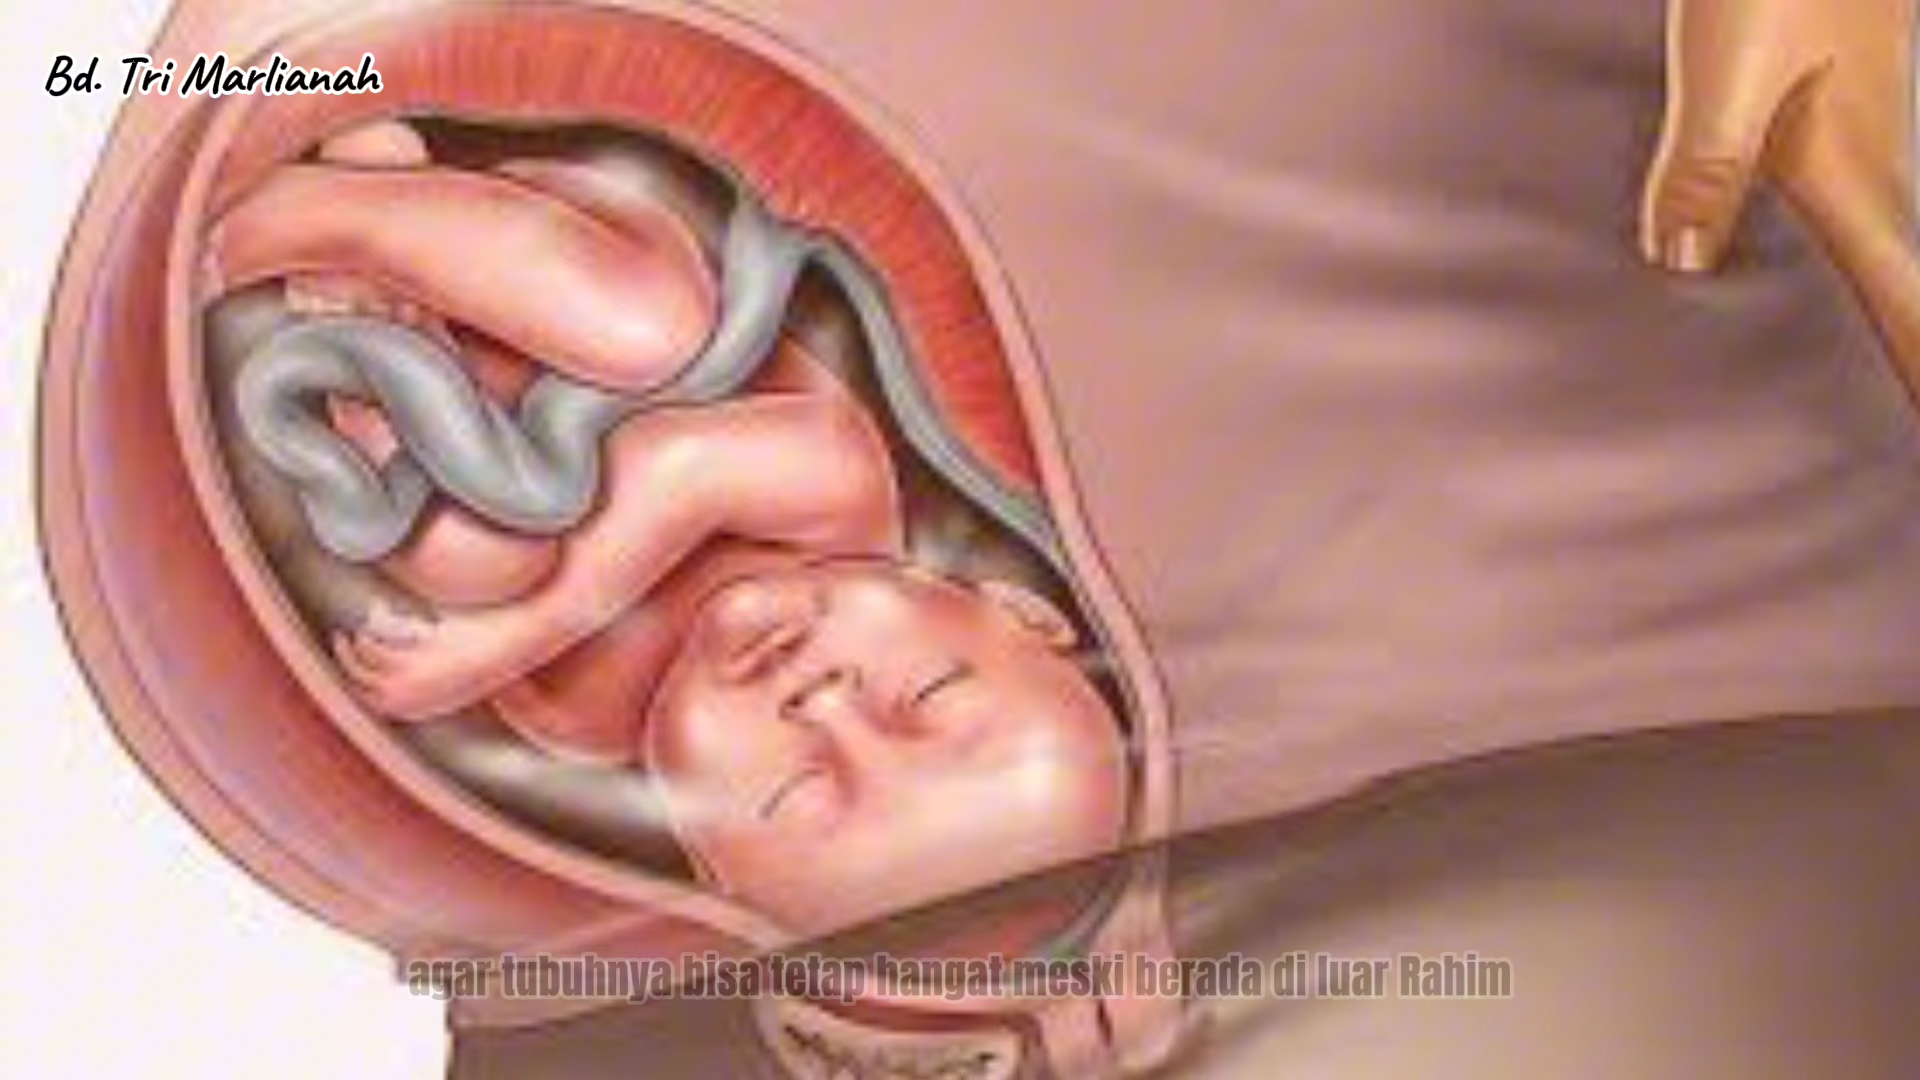 Bd. Tri Marlianah
agar tubuhnya bisa tetap hangat meski berada di luar Rahim